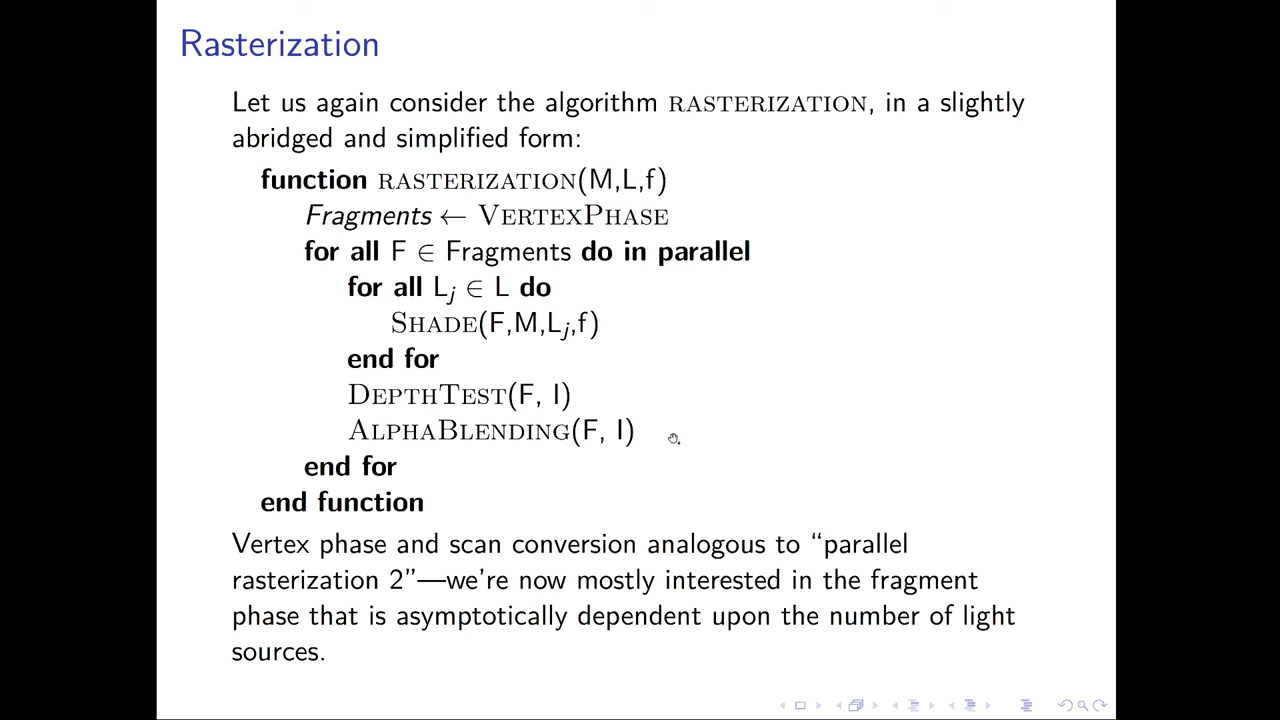 Rasterization
Let us again consider the algorithm RASTERIZATION, in a slightly
abridged and simplified form:
function RASTERIZATION(M,L,f)
Fragments ← VERTEXPHASE
for all F ∈ Fragments do in parallel
for all Lj ∈ L do
SHADE(F,M,Lj,f)
end for
DEPTHTEST(F, I)
ALPHABLENDING(F, I)
end for
end function
Vertex phase and scan conversion analogous to “parallel
rasterization 2”—we're now mostly interested in the fragment
phase that is asymptotically dependent upon the number of light
sources.